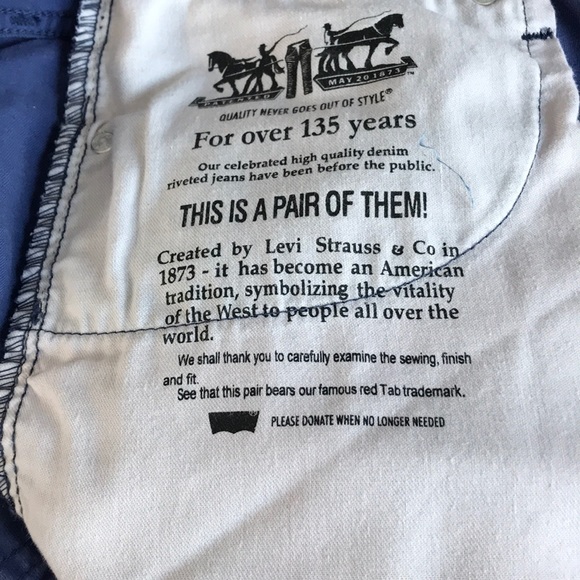 PATENTED
MAY 20 1873 ™
QUALITY NEVER GOES OUT OF STYLE®
For over 135 years
Our celebrated high quality denim
riveted jeans have been before the public.
THIS IS A PAIR OF THEM!
Created by Levi Strauss & Co in
1873 - it has become an American
tradition, symbolizing the vitality
of the West to people all over the
world.
We shall thank you to carefully examine the sewing, finish
and fit.
See that this pair bears our famous red Tab trademark.
® PLEASE DONATE WHEN NO LONGER NEEDED